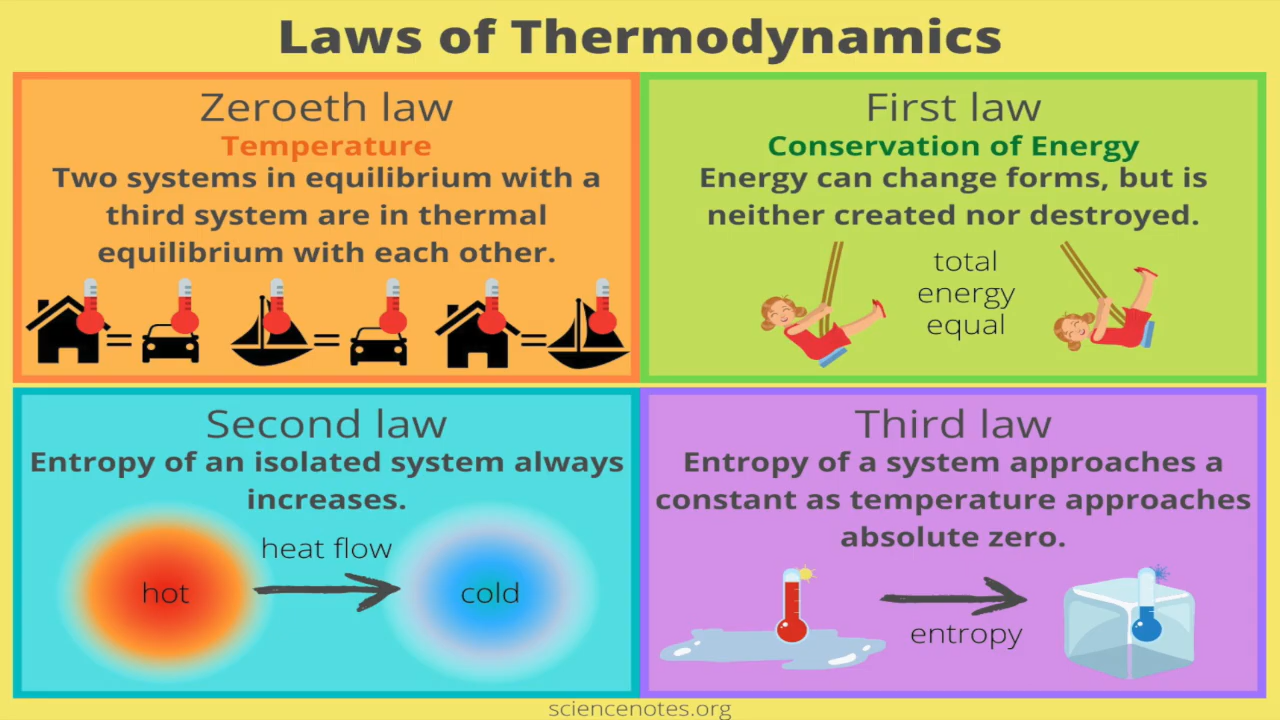 Laws of Thermodynamics
Zeroeth law
Temperature
Two systems in equilibrium with a
third system are in thermal
equilibrium with each other.
= = =
First law
Conservation of Energy
Energy can change forms, but is
neither created nor destroyed.
total
energy
equal
Second law
Entropy of an isolated system always
increases.
heat flow
hot
cold
Third law
Entropy of a system approaches a
constant as temperature approaches
absolute zero.
entropy
sciencenotes.org